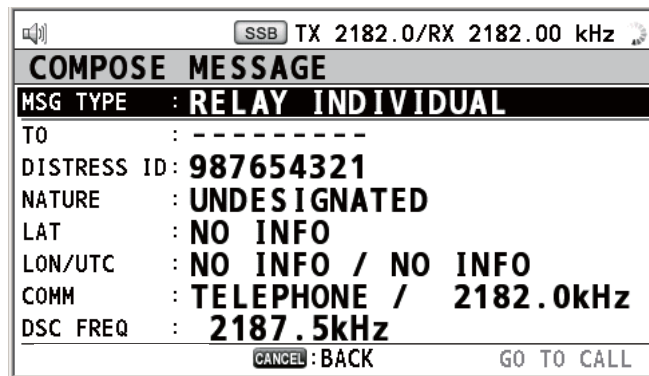 SSB TX 2182.0/RX 2182.00 kHz
COMPOSE MESSAGE
MSG TYPE : RELAY INDIVIDUAL
TO : ---------
DISTRESS ID: 987654321
NATURE : UNDESIGNATED
LAT : NO INFO
LON/UTC : NO INFO / NO INFO
COMM : TELEPHONE / 2182.0kHz
DSC FREQ : 2187.5kHz
CANCEL : BACK GO TO CALL